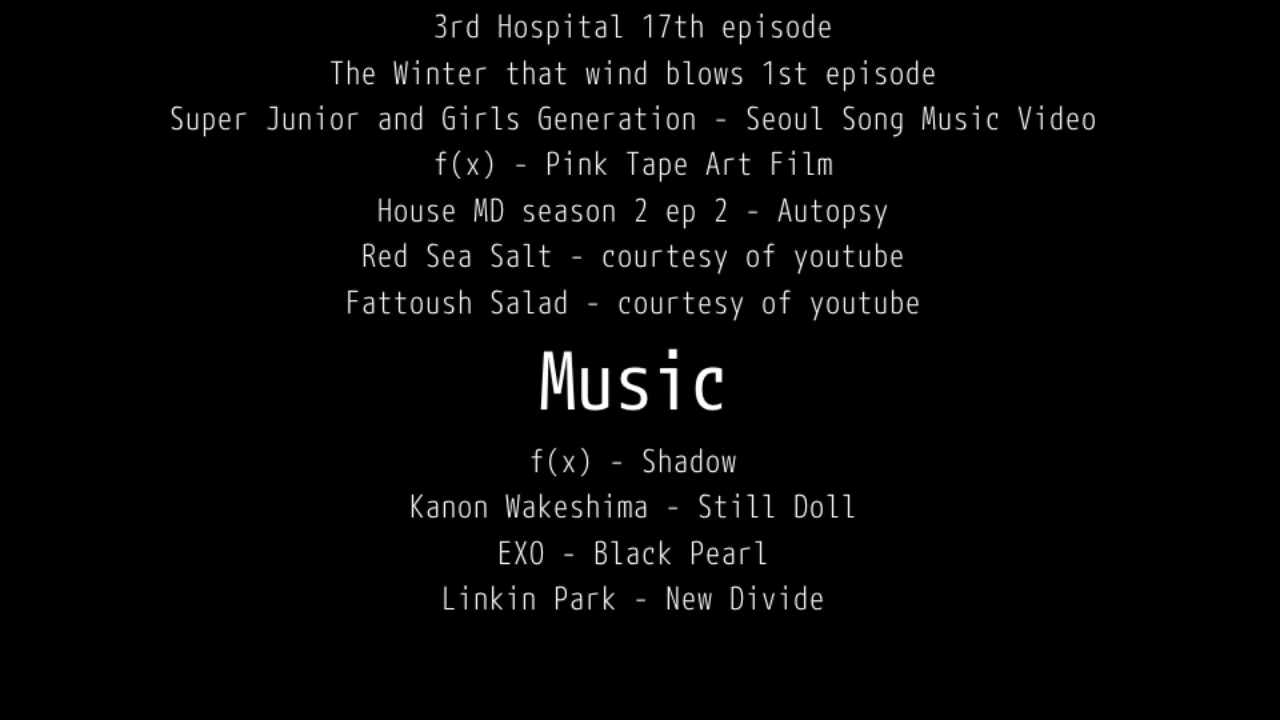 3rd Hospital 17th episode
The Winter that wind blows 1st episode
Super Junior and Girls Generation - Seoul Song Music Video
f(x) - Pink Tape Art Film
House MD season 2 ep 2 - Autopsy
Red Sea Salt - courtesy of youtube
Fattoush Salad - courtesy of youtube
Music
f(x) - Shadow
Kanon Wakeshima - Still Doll
EXO - Black Pearl
Linkin Park - New Divide